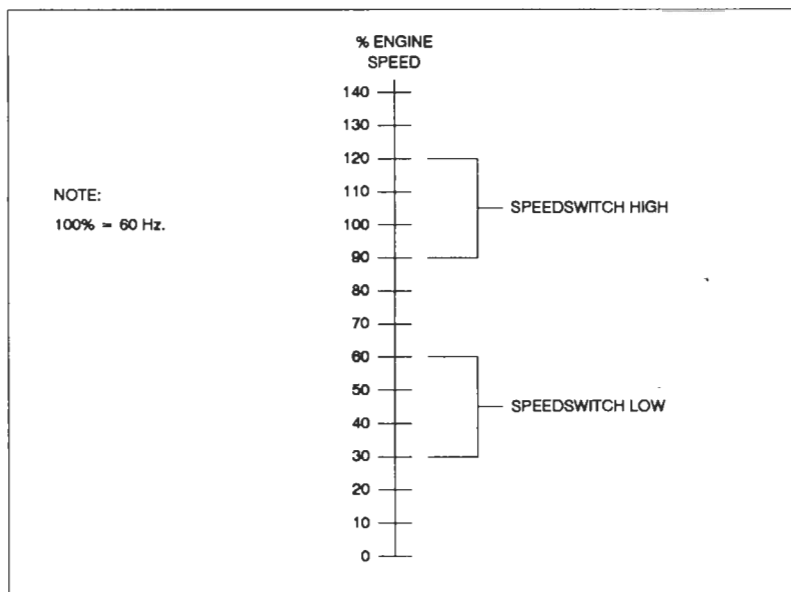 % ENGINE
SPEED
140
130
120
110
100
90
80
70
60
50
40
30
20
10
0
NOTE:
100% = 60 Hz.
SPEEDSWITCH HIGH
SPEEDSWITCH LOW